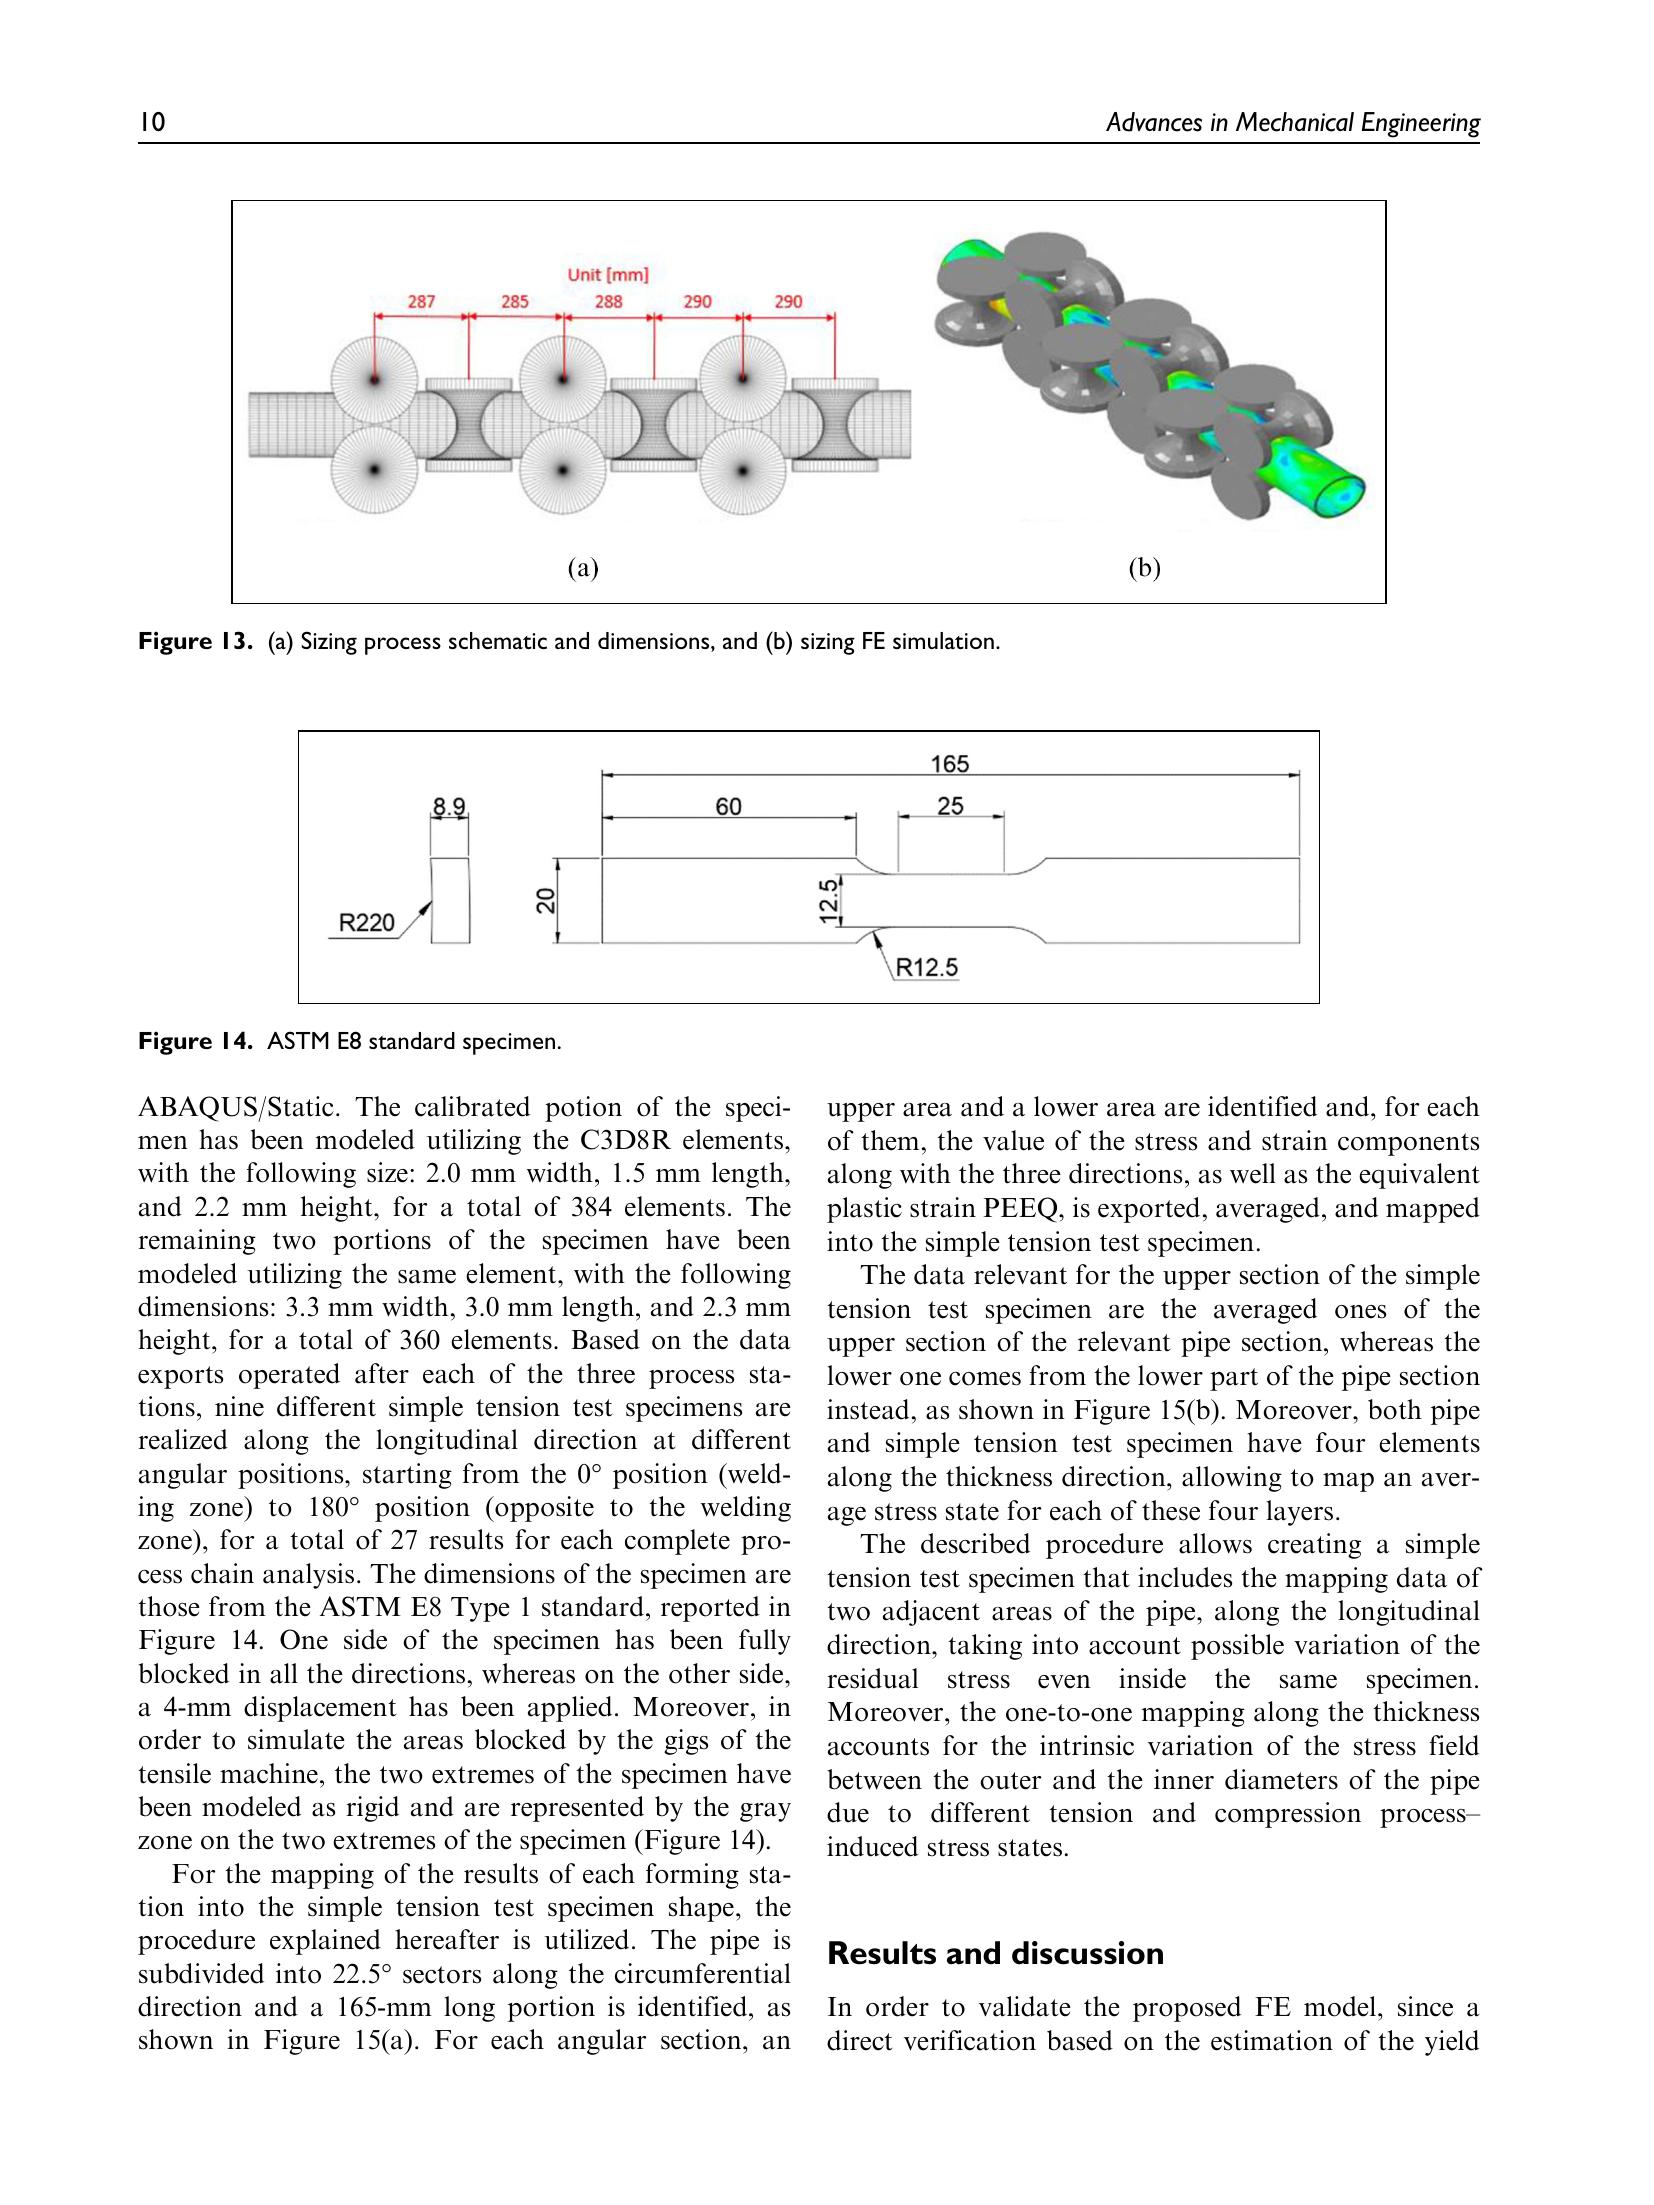 10
Advances in Mechanical Engineering
Unit [mm]
287
285
288
290
290
(a)
(b)
Figure 13. (a) Sizing process schematic and dimensions, and (b) sizing FE simulation.
165
8.9
60
25
20
12.5
R220
R12.5
Figure 14. ASTM E8 standard specimen.
ABAQUS/Static. The calibrated potion of the speci-
men has been modeled utilizing the C3D8R elements,
with the following size: 2.0 mm width, 1.5 mm length,
and 2.2 mm height, for a total of 384 elements. The
remaining two portions of the specimen have been
modeled utilizing the same element, with the following
dimensions: 3.3 mm width, 3.0 mm length, and 2.3 mm
height, for a total of 360 elements. Based on the data
exports operated after each of the three process sta-
tions, nine different simple tension test specimens are
realized along the longitudinal direction at different
angular positions, starting from the 0° position (weld-
ing zone) to 180° position (opposite to the welding
zone), for a total of 27 results for each complete pro-
cess chain analysis. The dimensions of the specimen are
those from the ASTM E8 Type 1 standard, reported in
Figure 14. One side of the specimen has been fully
blocked in all the directions, whereas on the other side,
a 4-mm displacement has been applied. Moreover, in
order to simulate the areas blocked by the gigs of the
tensile machine, the two extremes of the specimen have
been modeled as rigid and are represented by the gray
zone on the two extremes of the specimen (Figure 14).
For the mapping of the results of each forming sta-
tion into the simple tension test specimen shape, the
procedure explained hereafter is utilized. The pipe is
subdivided into 22.5° sectors along the circumferential
direction and a 165-mm long portion is identified, as
shown in Figure 15(a). For each angular section, an
upper area and a lower area are identified and, for each
of them, the value of the stress and strain components
along with the three directions, as well as the equivalent
plastic strain PEEQ, is exported, averaged, and mapped
into the simple tension test specimen.
The data relevant for the upper section of the simple
tension test specimen are the averaged ones of the
upper section of the relevant pipe section, whereas the
lower one comes from the lower part of the pipe section
instead, as shown in Figure 15(b). Moreover, both pipe
and simple tension test specimen have four elements
along the thickness direction, allowing to map an aver-
age stress state for each of these four layers.
The described procedure allows creating a simple
tension test specimen that includes the mapping data of
two adjacent areas of the pipe, along the longitudinal
direction, taking into account possible variation of the
residual stress even inside the same specimen.
Moreover, the one-to-one mapping along the thickness
accounts for the intrinsic variation of the stress field
between the outer and the inner diameters of the pipe
due to different tension and compression process–
induced stress states.
Results and discussion
In order to validate the proposed FE model, since a
direct verification based on the estimation of the yield